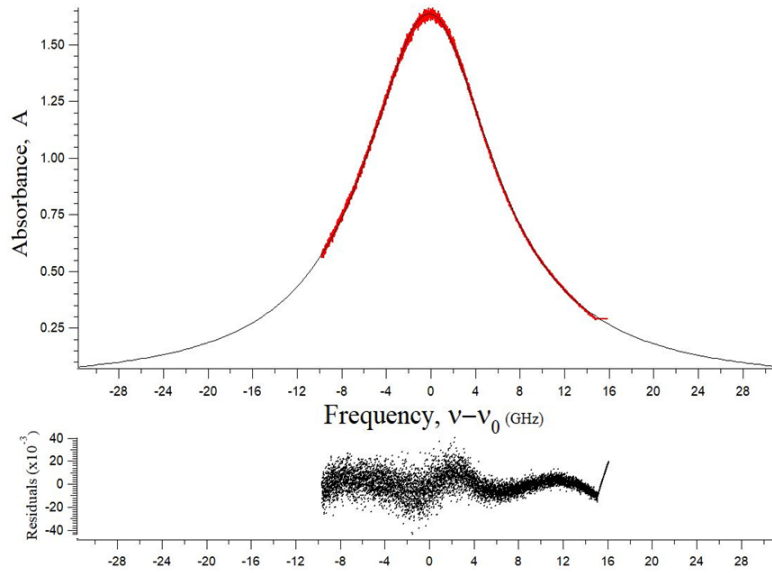 Absorbance, A
1.50
1.25
1.00
0.75
0.50
0.25
-28 -24 -20 -16 -12 -8 -4 0 4 8 12 16 20 24 28
Frequency, ν−ν₀ (GHz)
Residuals (x10⁻³)
40
20
0
-20
-40
-28 -24 -20 -16 -12 -8 -4 0 4 8 12 16 20 24 28